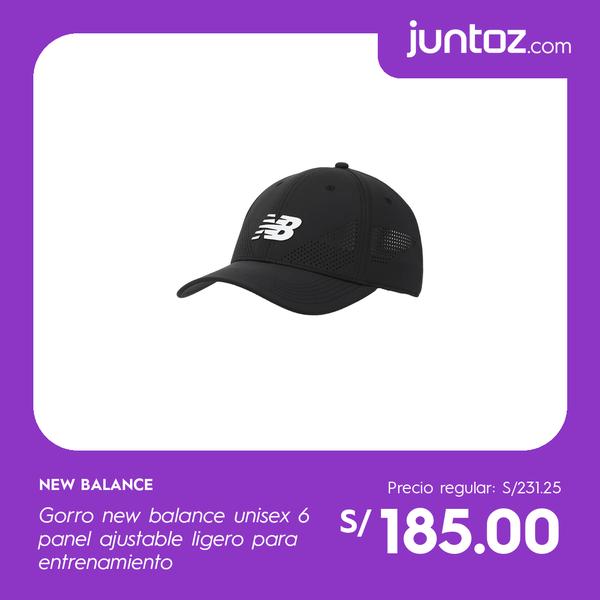 juntoz.com
NB
NEW BALANCE
Gorro new balance unisex 6
panel ajustable ligero para
entrenamiento
Precio regular: S/231.25
S/185.00